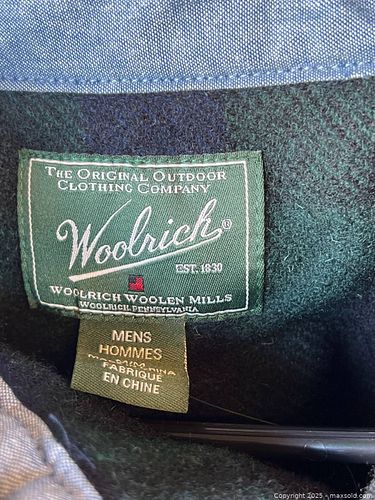 THE ORIGINAL OUTDOOR
CLOTHING COMPANY
Woolrich®
EST. 1830
WOOLRICH WOOLEN MILLS
WOOLRICH, PENNSYLVANIA
MENS
HOMMES
FABRIQUE
EN CHINE
Copyright © 2025 - maxsold.com